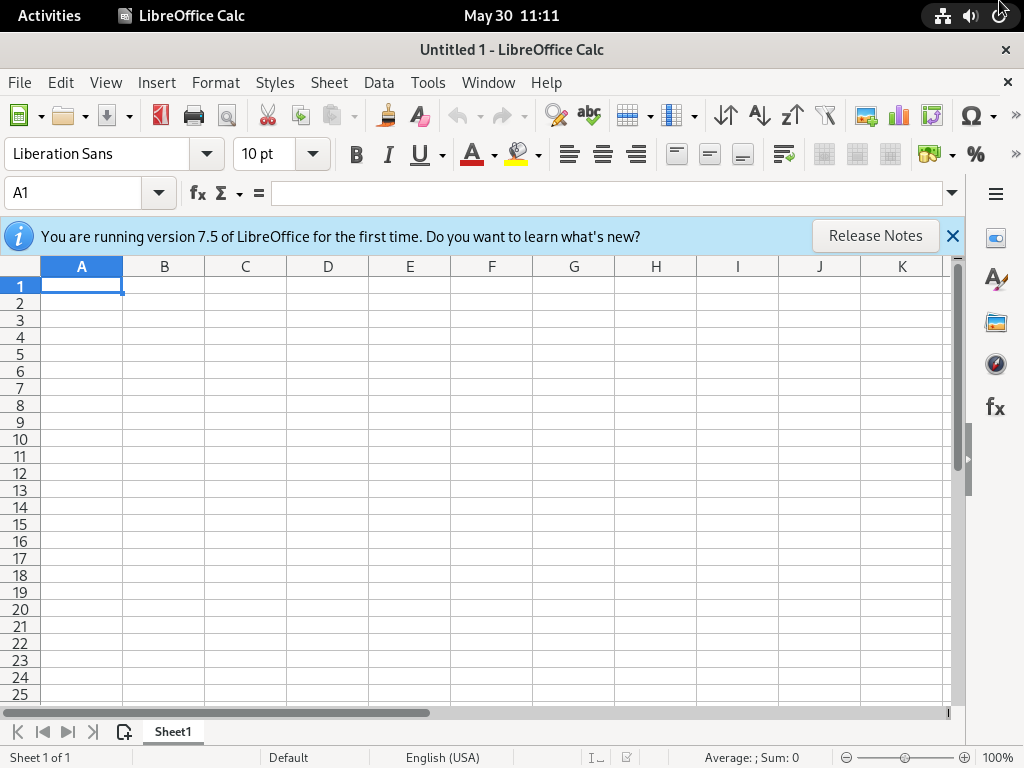 Activities LibreOffice Calc May 30 11:11
Untitled 1 - LibreOffice Calc
File Edit View Insert Format Styles Sheet Data Tools Window Help
Liberation Sans 10 pt B I U A %
A1 fx Σ =
You are running version 7.5 of LibreOffice for the first time. Do you want to learn what's new? Release Notes
A B C D E F G H I J K
1
2
3
4
5
6
7
8
9
10
11
12
13
14
15
16
17
18
19
20
21
22
23
24
25
fx
Sheet1
Sheet 1 of 1 Default English (USA) Average: ; Sum: 0 100%